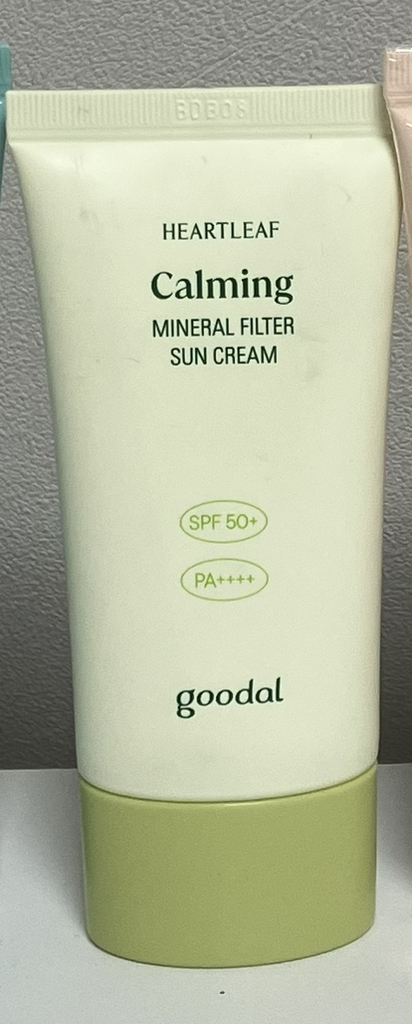 HEARTLEAF
Calming
MINERAL FILTER
SUN CREAM
SPF 50+
PA++++
goodal